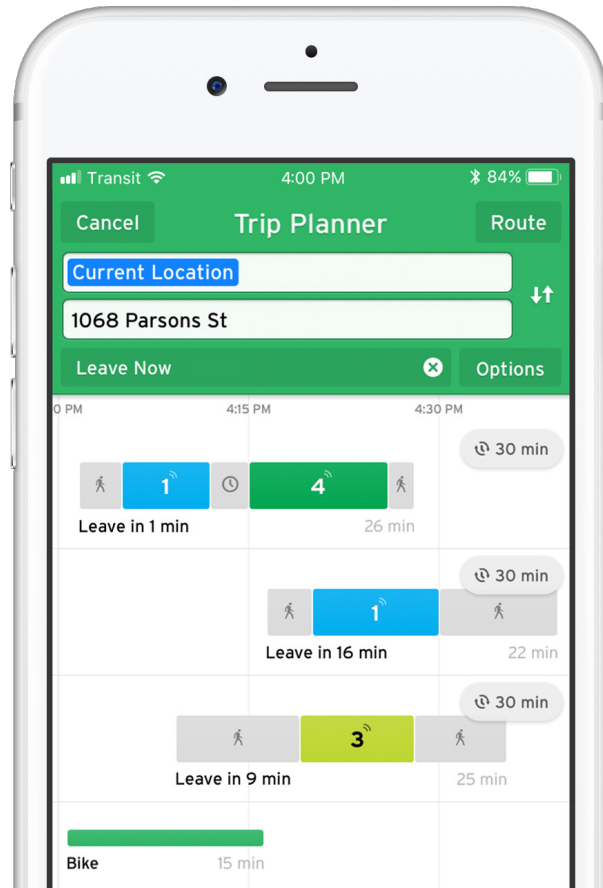 Transit 4:00 PM 84%
Cancel Trip Planner Route
Current Location
1068 Parsons St
Leave Now Options
0 PM 4:15 PM 4:30 PM
30 min
1 4
Leave in 1 min 26 min
30 min
1
Leave in 16 min 22 min
30 min
3
Leave in 9 min 25 min
Bike 15 min